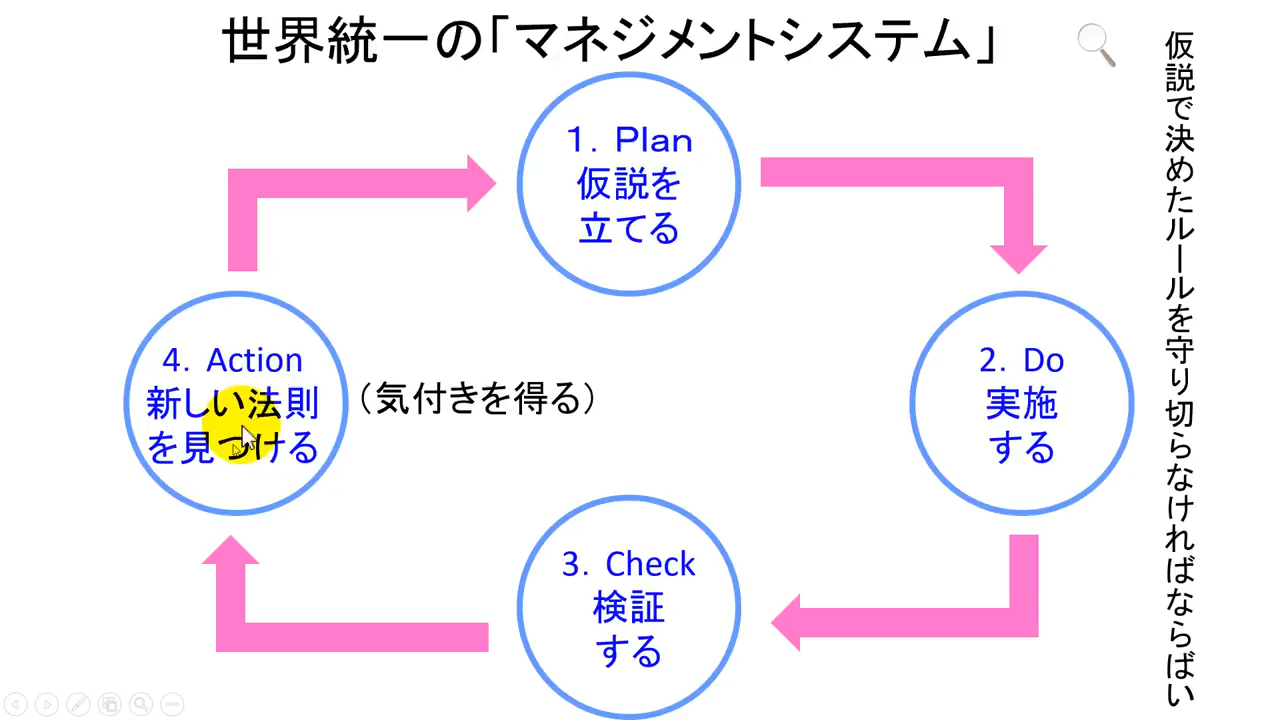 世界統一の「マネジメントシステム」
1. Plan
仮説を
立てる
2. Do
実施
する
3. Check
検証
する
4. Action
新しい法則
を見つける
(気付きを得る)
仮説で決めたルールを守り切らなければならばい